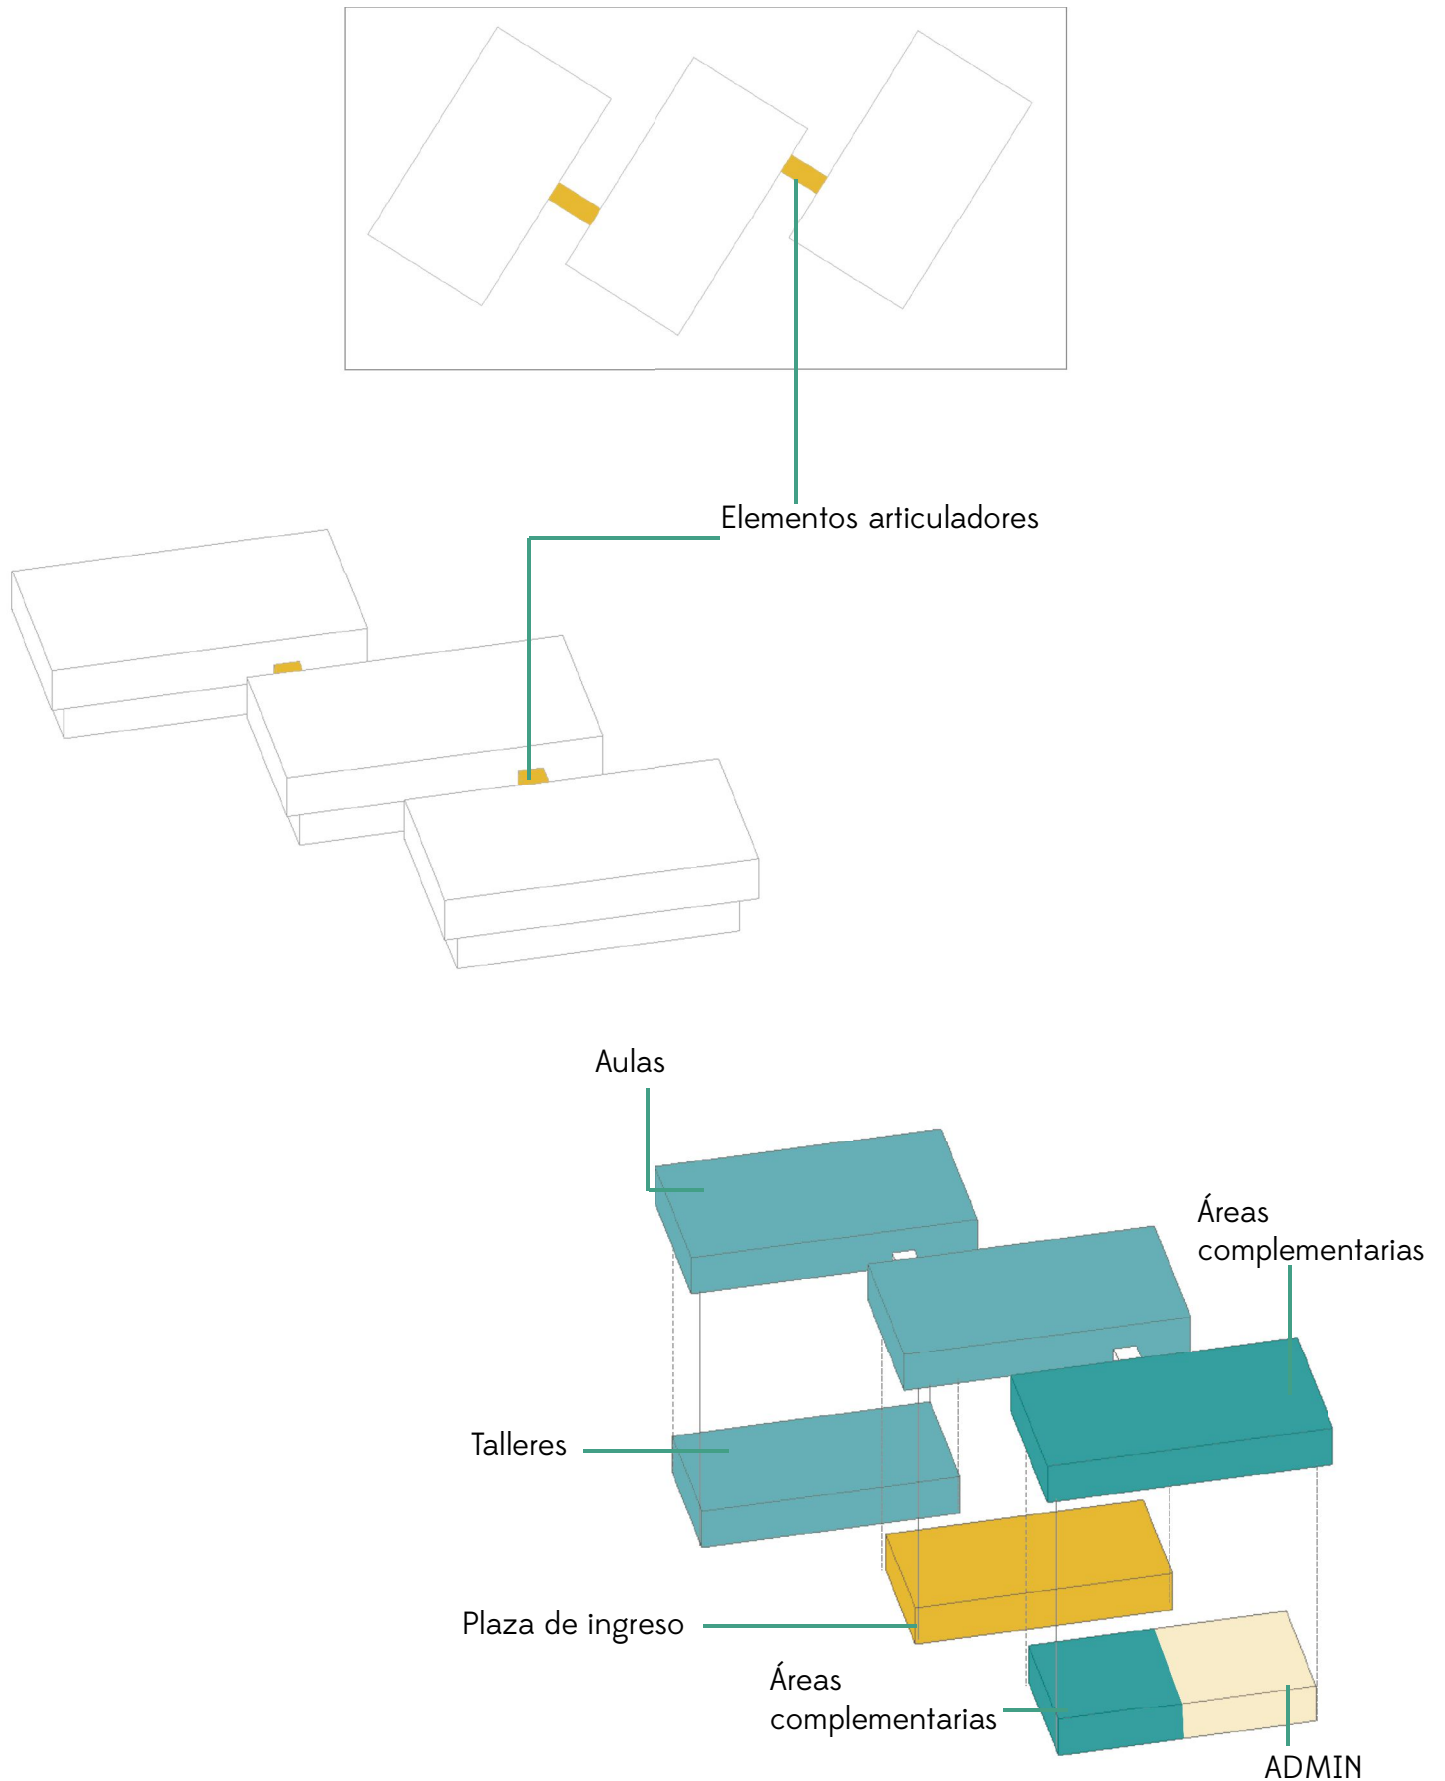 Elementos articuladores
Aulas
Áreas
complementarias
Talleres
Plaza de ingreso
Áreas
complementarias
ADMIN